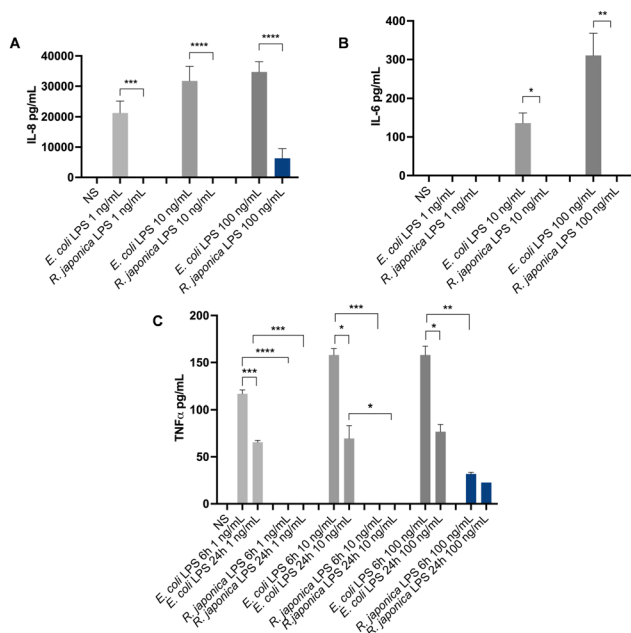 A
IL-8 pg/mL
40000
30000
20000
10000
0
***
****
****
****
NS
E. coli LPS 1 ng/mL
R. japonica LPS 1 ng/mL
E. coli LPS 10 ng/mL
R. japonica LPS 10 ng/mL
E. coli LPS 100 ng/mL
R. japonica LPS 100 ng/mL
B
IL-6 pg/mL
400
300
200
100
0
*
**
NS
E. coli LPS 1 ng/mL
R. japonica LPS 1 ng/mL
E. coli LPS 10 ng/mL
R. japonica LPS 10 ng/mL
E. coli LPS 100 ng/mL
R. japonica LPS 100 ng/mL
C
TNFα pg/mL
200
150
100
50
0
***
****
***
***
*
*
**
*
NS
E. coli LPS 6h 1 ng/mL
E. coli LPS 24h 1 ng/mL
R. japonica LPS 6h 1 ng/mL
R. japonica LPS 24h 1 ng/mL
E. coli LPS 6h 10 ng/mL
E. coli LPS 24h 10 ng/mL
R. japonica LPS 6h 10 ng/mL
R.japonica LPS 24h 10 ng/mL
E. coli LPS 6h 100 ng/mL
E. coli LPS 24h 100 ng/mL
R. japonica LPS 6h 100 ng/mL
R. japonica LPS 24h 100 ng/mL